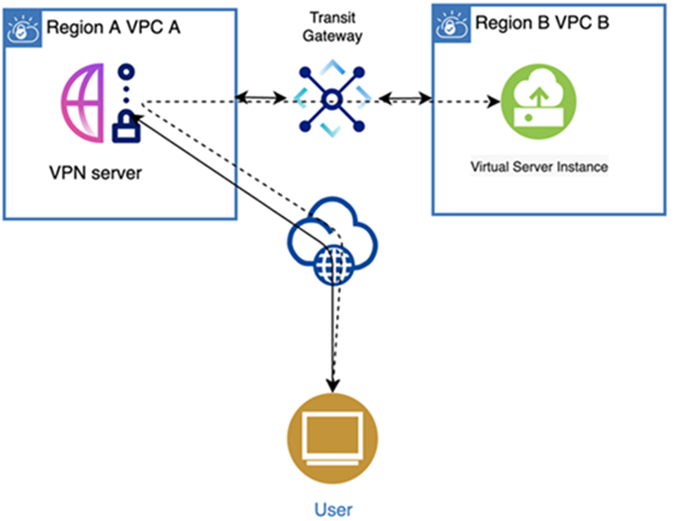 Region A VPC A
Transit
Gateway
Region B VPC B
VPN server
Virtual Server Instance
User